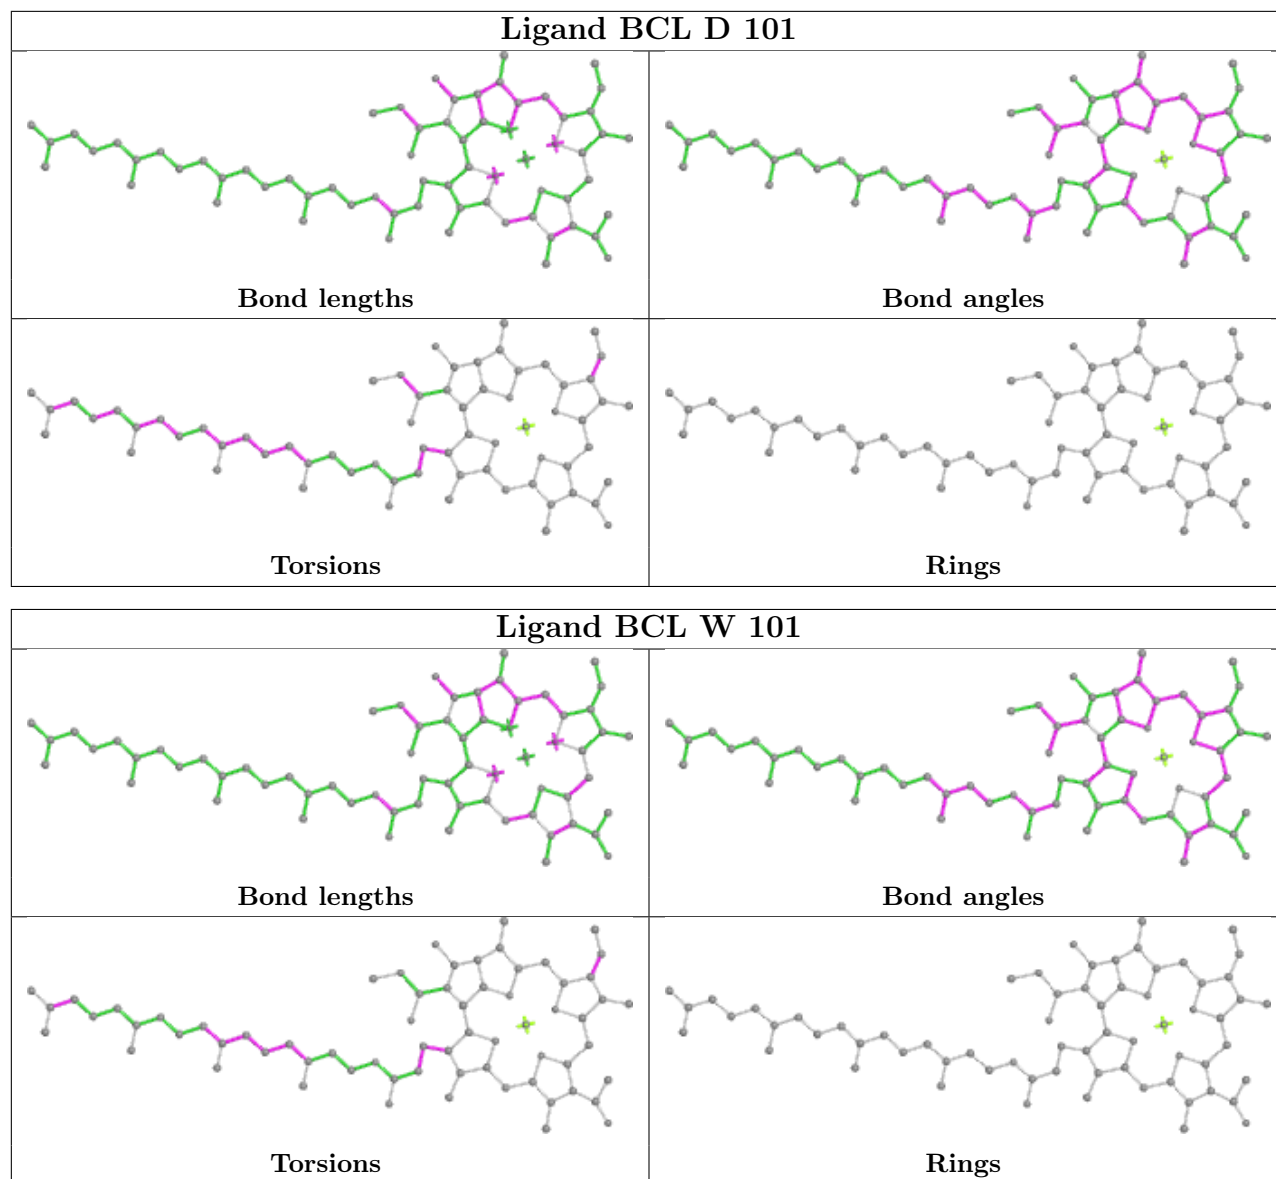 Ligand BCL D 101
Bond lengths
Bond angles
Torsions
Rings
Ligand BCL W 101
Bond lengths
Bond angles
Torsions
Rings